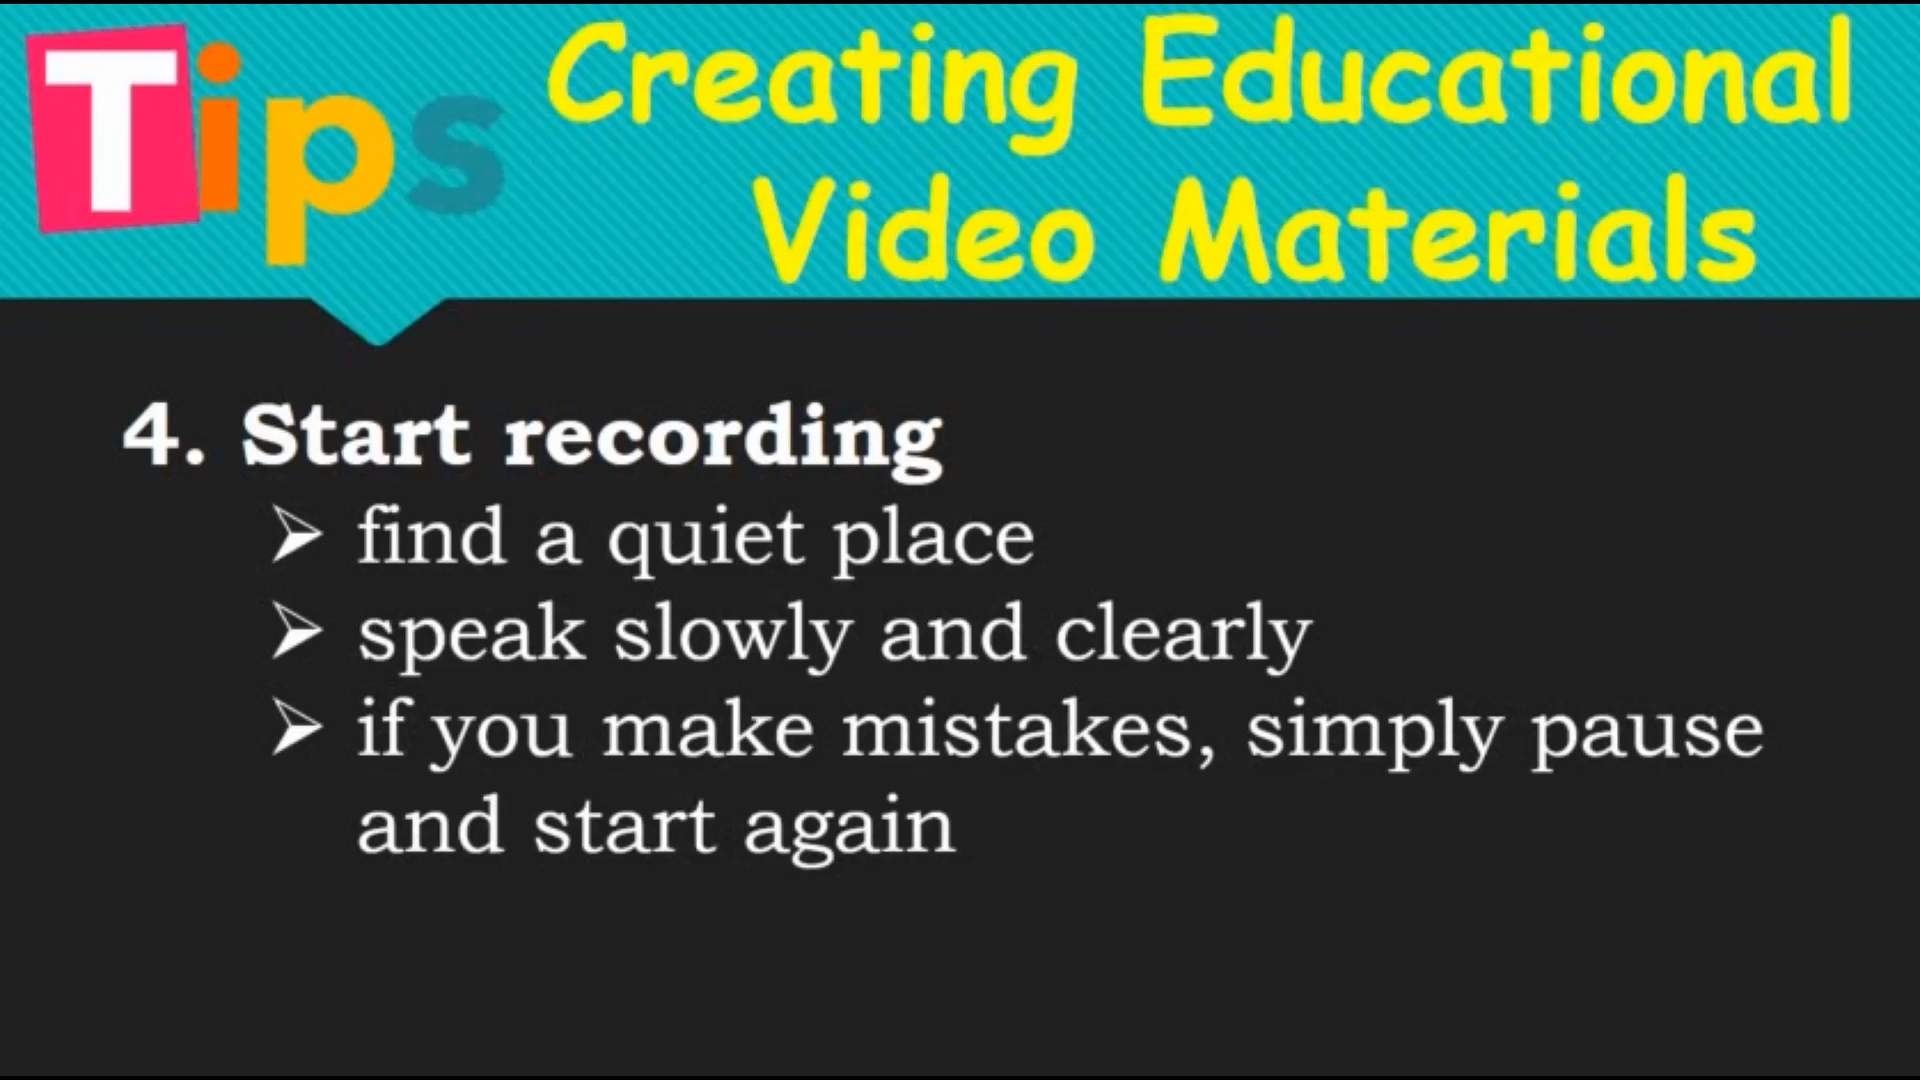 Tips
Creating Educational
Video Materials
4. Start recording
➢ find a quiet place
➢ speak slowly and clearly
➢ if you make mistakes, simply pause
and start again